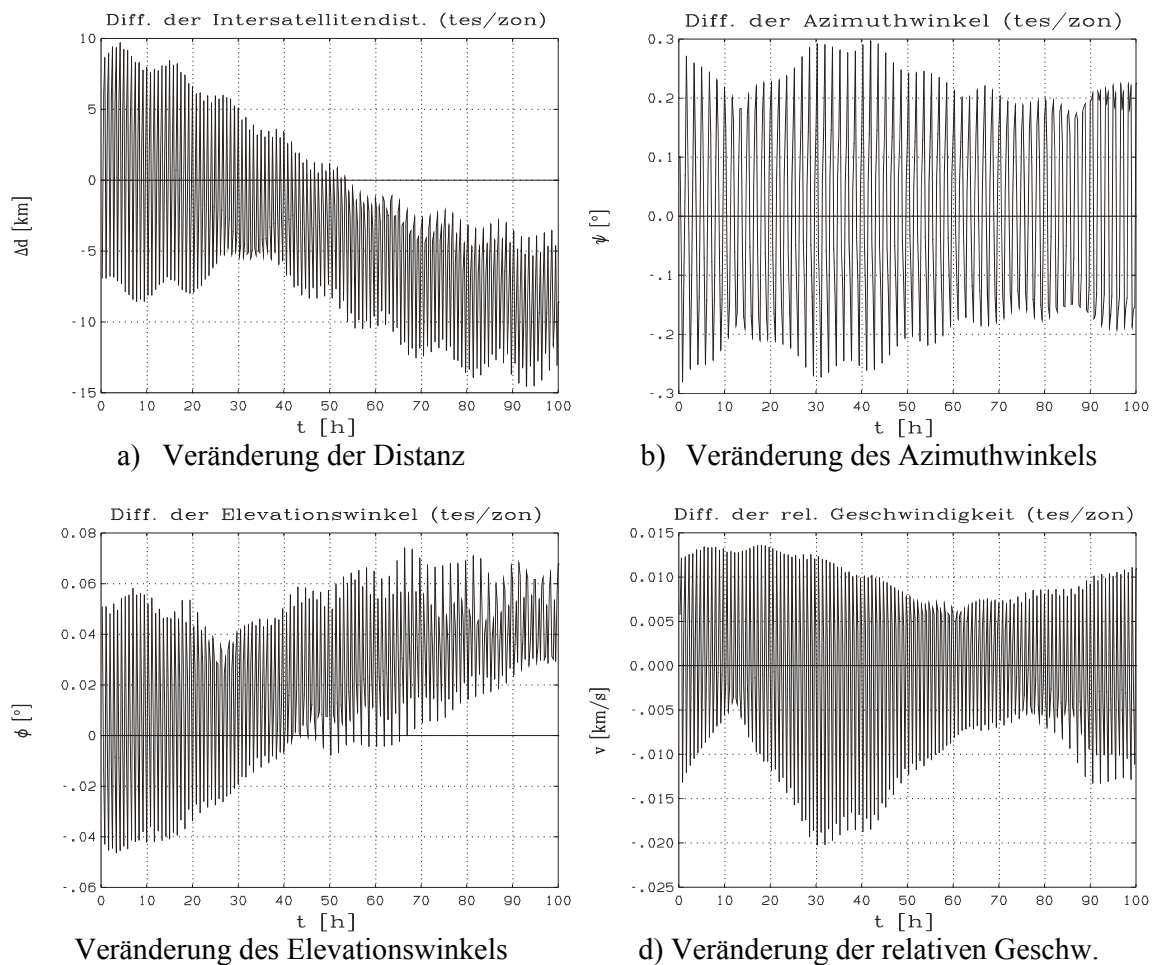 Diff. der Intersatellitendist. (tes/zon)
10
5
0
-5
-10
-15
Δd [km]
0 10 20 30 40 50 60 70 80 90 100
t [h]
a) Veränderung der Distanz
Diff. der Azimuthwinkel (tes/zon)
0.3
0.2
0.1
0.0
-.1
-.2
-.3
ψ [°]
0 10 20 30 40 50 60 70 80 90 100
t [h]
b) Veränderung des Azimuthwinkels
Diff. der Elevationswinkel (tes/zon)
0.08
0.06
0.04
0.02
0
-.02
-.04
-.06
ϕ [°]
0 10 20 30 40 50 60 70 80 90 100
t [h]
Veränderung des Elevationswinkels
Diff. der rel. Geschwindigkeit (tes/zon)
0.015
0.010
0.005
0.000
-.005
-.010
-.015
-.020
-.025
v [km/s]
0 10 20 30 40 50 60 70 80 90 100
t [h]
d) Veränderung der relativen Geschw.